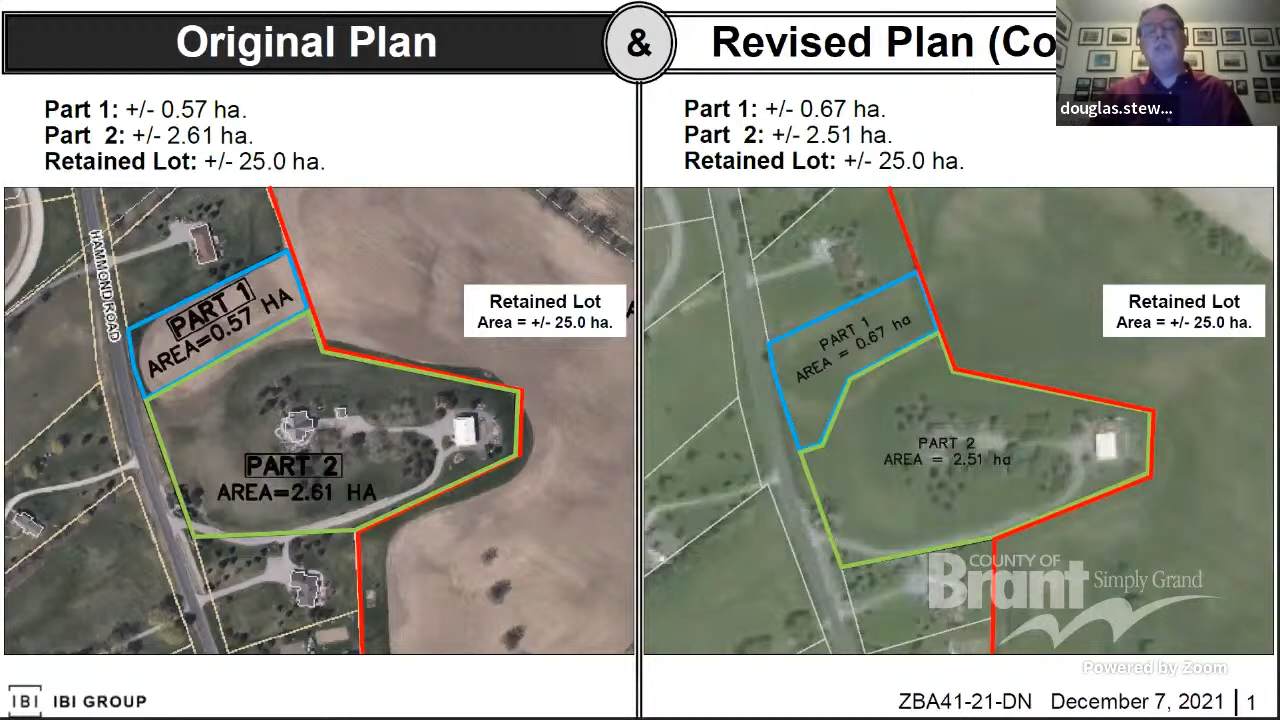 Original Plan
&
Revised Plan (Co
douglas.stew...
Part 1: +/- 0.57 ha.
Part 2: +/- 2.61 ha.
Retained Lot: +/- 25.0 ha.
Part 1: +/- 0.67 ha.
Part 2: +/- 2.51 ha.
Retained Lot: +/- 25.0 ha.
HAMMOND ROAD
PART 1
AREA=0.57 HA
Retained Lot
Area = +/- 25.0 ha.
PART 2
AREA=2.61 HA
PART 1
AREA = 0.67 ha
Retained Lot
Area = +/- 25.0 ha.
PART 2
AREA = 2.51 ha
COUNTY OF
Brant Simply Grand
Powered by Zoom
IBI IBI GROUP
ZBA41-21-DN December 7, 2021 | 1